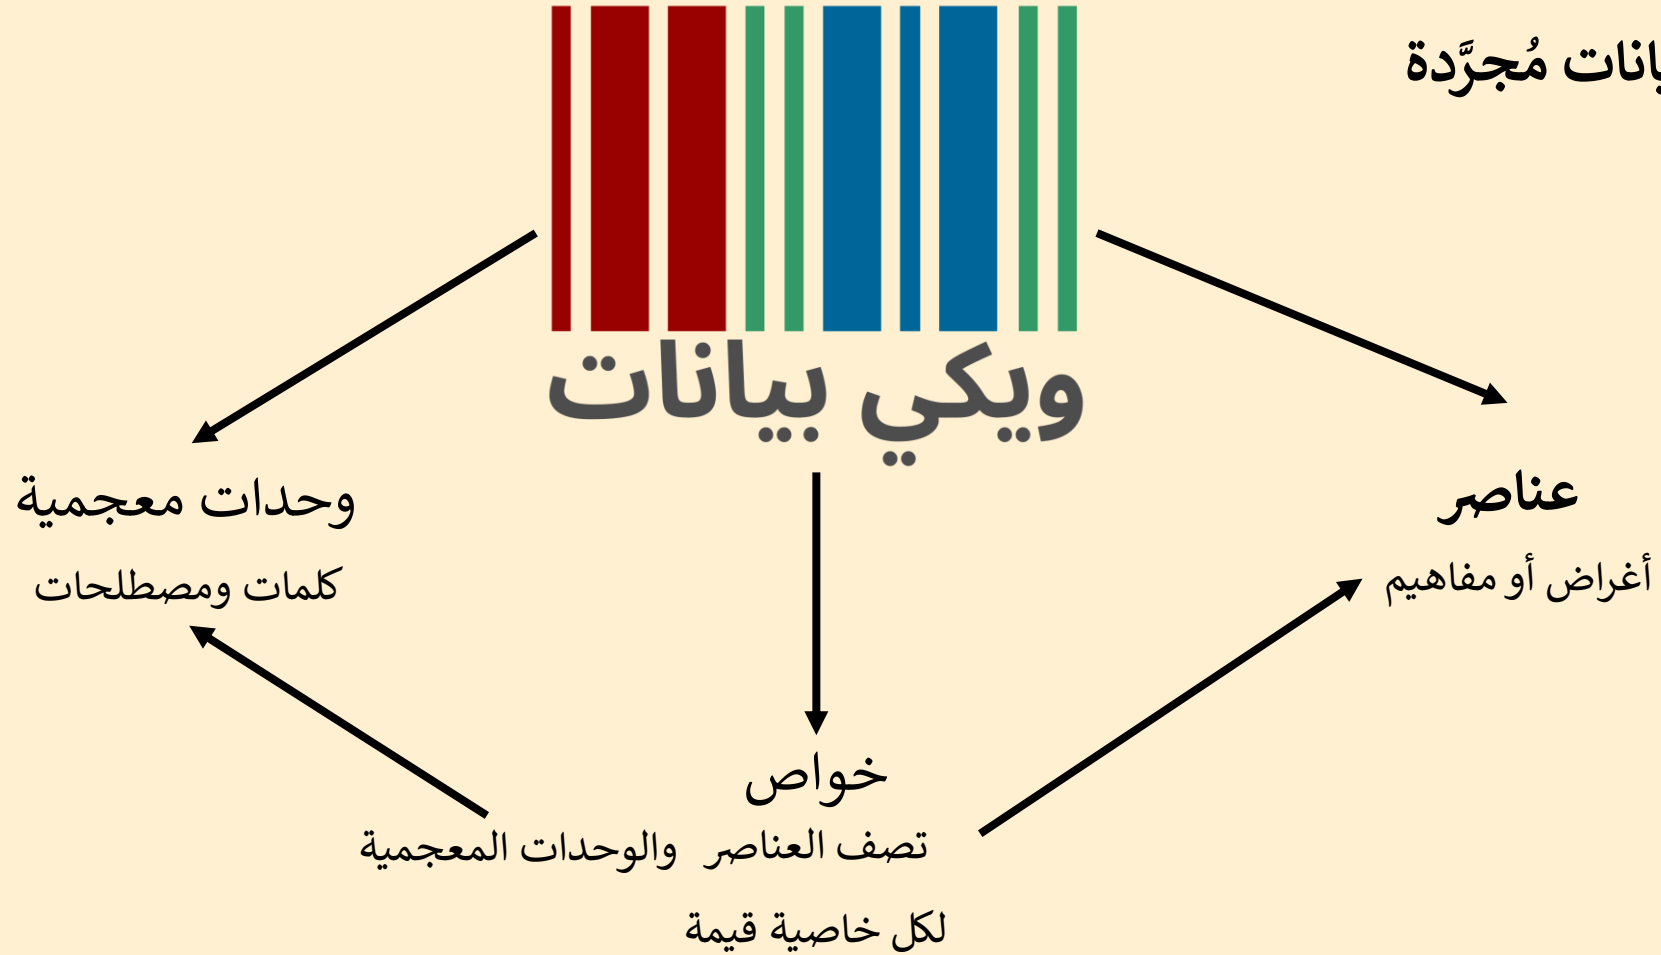 مُجرَّدة
ويكي بيانات
عناصر
أغراض أو مفاهيم
وحدات معجمية
كلمات ومصطلحات
خواص
تصف العناصر والوحدات المعجمية
لكل خاصية قيمة